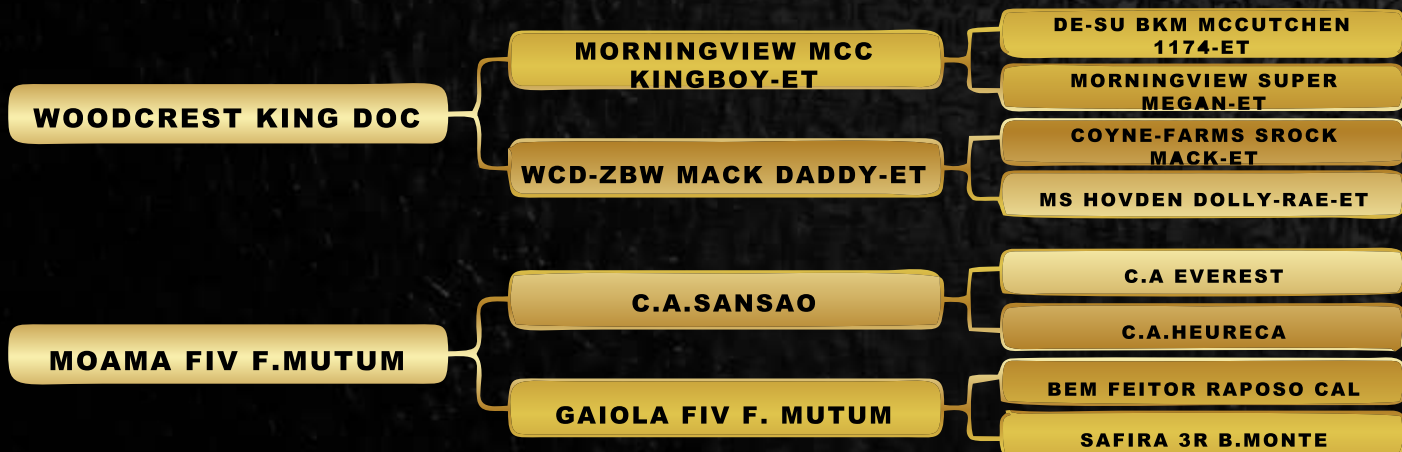 WOODCREST KING DOC
MORNINGVIEW MCC
KINGBOY-ET
DE-SU BKM MCCUTCHEN
1174-ET
MORNINGVIEW SUPER
MEGAN-ET
WCD-ZBW MACK DADDY-ET
COYNE-FARMS SROCK
MACK-ET
MS HOVDEN DOLLY-RAE-ET
MOAMA FIV F.MUTUM
C.A.SANSAO
C.A EVEREST
C.A.HEURECA
GAIOLA FIV F. MUTUM
BEM FEITOR RAPOSO CAL
SAFIRA 3R B.MONTE